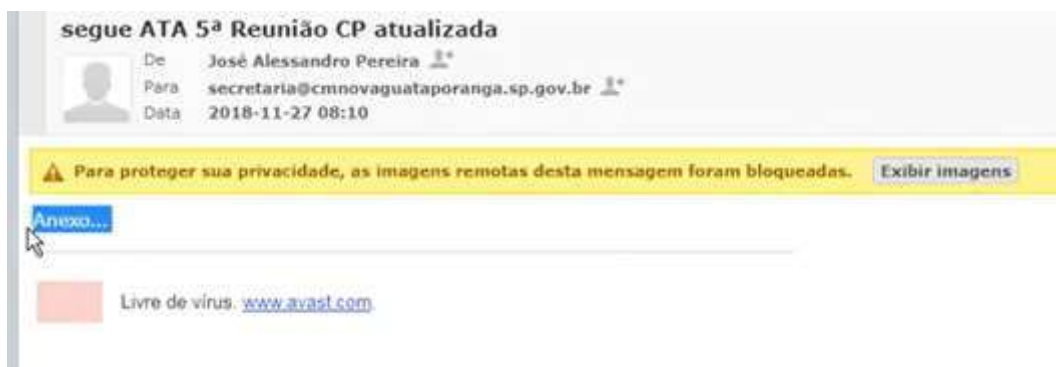 segue ATA 5ª Reunião CP atualizada
De José Alessandro Pereira
Para secretaria@cmnovaguataporanga.sp.gov.br
Data 2018-11-27 08:10
Para proteger sua privacidade, as imagens remotas desta mensagem foram bloqueadas. Exibir imagens
Anexo...
Livre de vírus. www.avast.com.